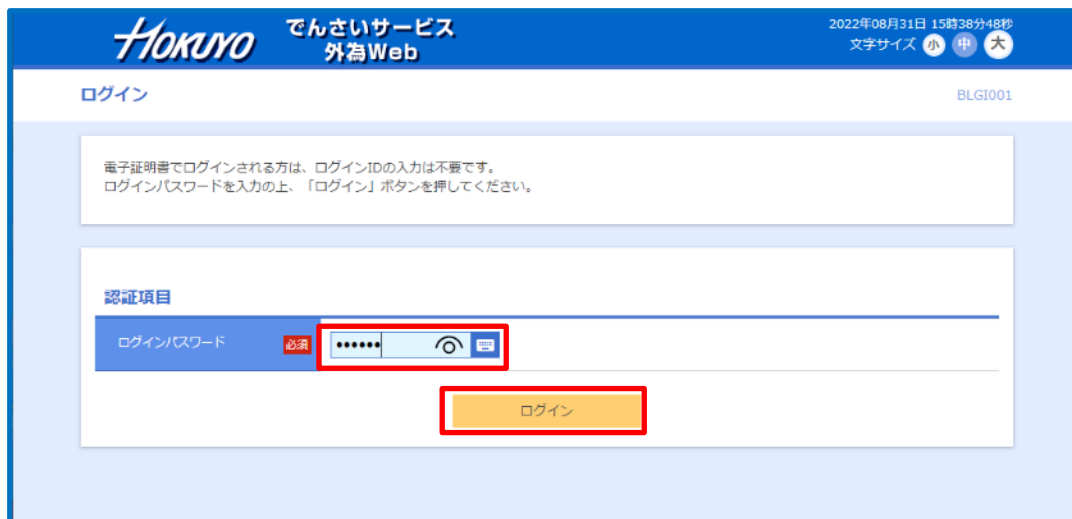 HOKUYO
でんさいサービス
外為Web
2022年08月31日 15時38分48秒
文字サイズ 小 中 大
ログイン
BLGI001
電子証明書でログインされる方は、ログインIDの入力は不要です。
ログインパスワードを入力の上、「ログイン」ボタンを押してください。
認証項目
ログインパスワード 必須 ••••••
ログイン